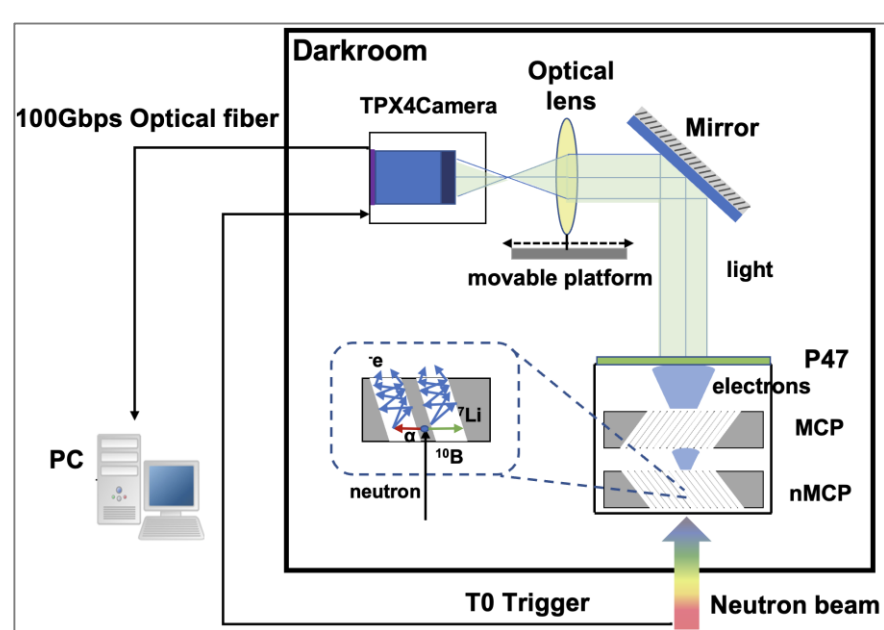 Darkroom
Optical
lens
TPX4Camera
100Gbps Optical fiber
Mirror
movable platform
light
P47
-e
electrons
7Li
MCP
α
10B
PC
nMCP
neutron
T0 Trigger
Neutron beam